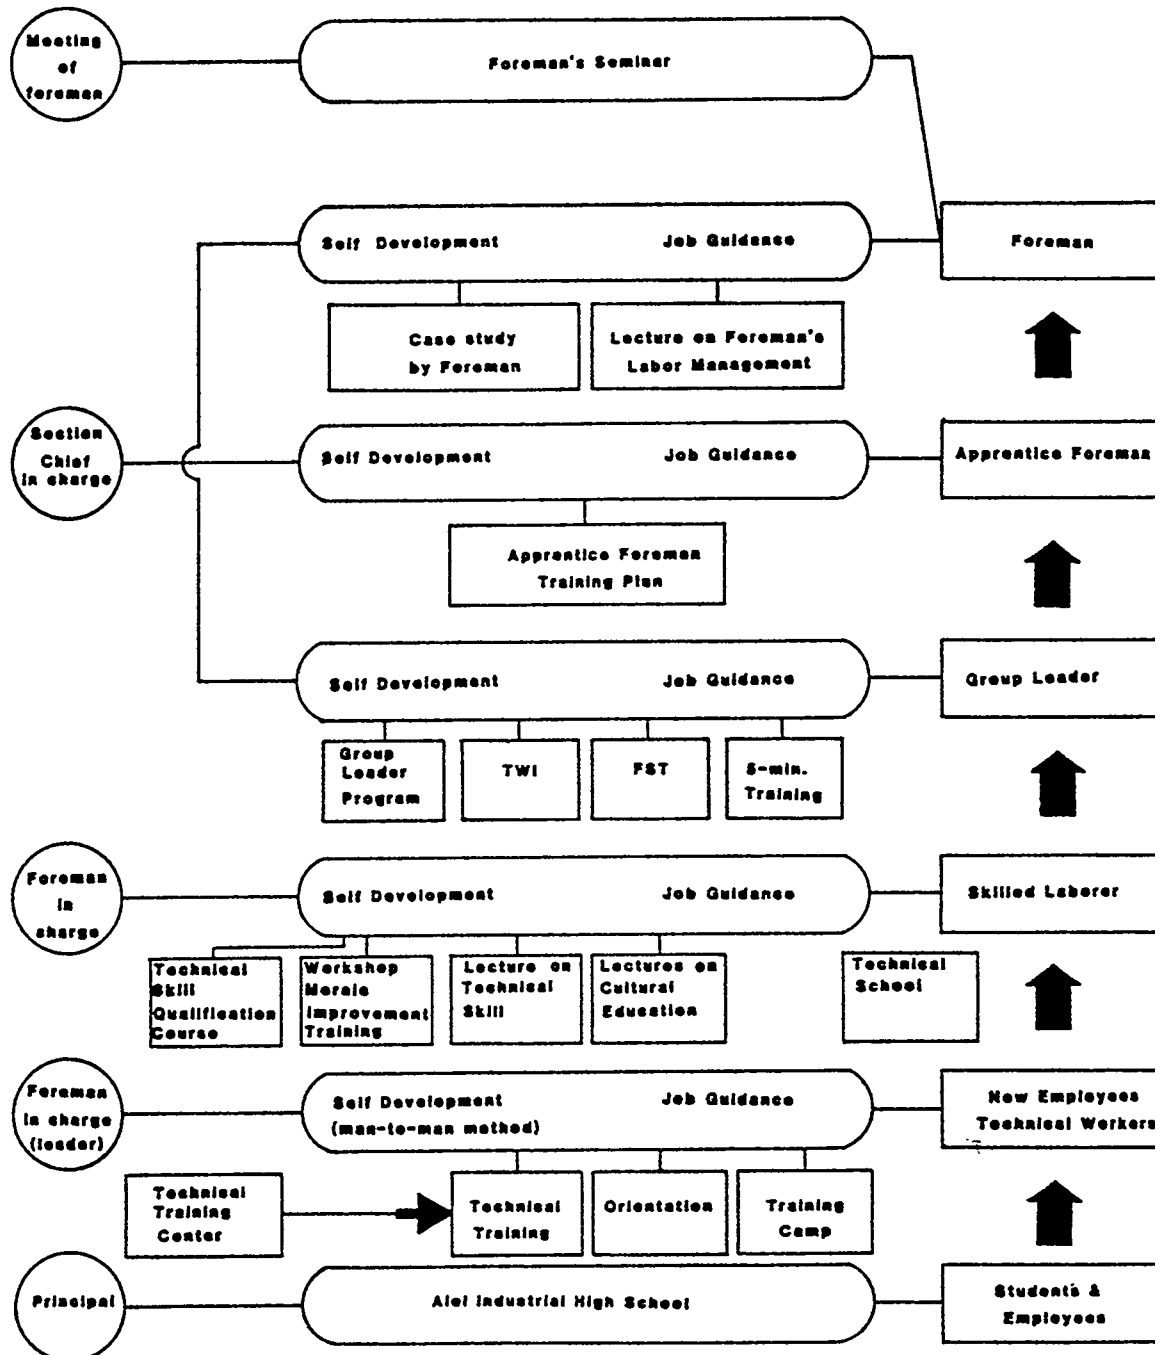 Meeting
of
foreman
Foreman's Seminar
Self Development
Job Guidance
Foreman
Case study
by Foreman
Lecture on Foreman's
Labor Management
Section
Chief
in charge
Self Development
Job Guidance
Apprentice Foreman
Apprentice Foreman
Training Plan
Self Development
Job Guidance
Group Leader
Group
Leader
Program
TWI
FST
5-min.
Training
Foreman
in
charge
Self Development
Job Guidance
Skilled Laborer
Technical
Skill
Qualification
Course
Workshop
Morale
Improvement
Training
Lecture on
Technical
Skill
Lectures on
Cultural
Education
Technical
School
Foreman
in charge
(leader)
Self Development
(man-to-man method)
Job Guidance
New Employees
Technical Workers
Technical
Training
Center
Technical
Training
Orientation
Training
Camp
Principal
Industrial High School
Student's &
Employees